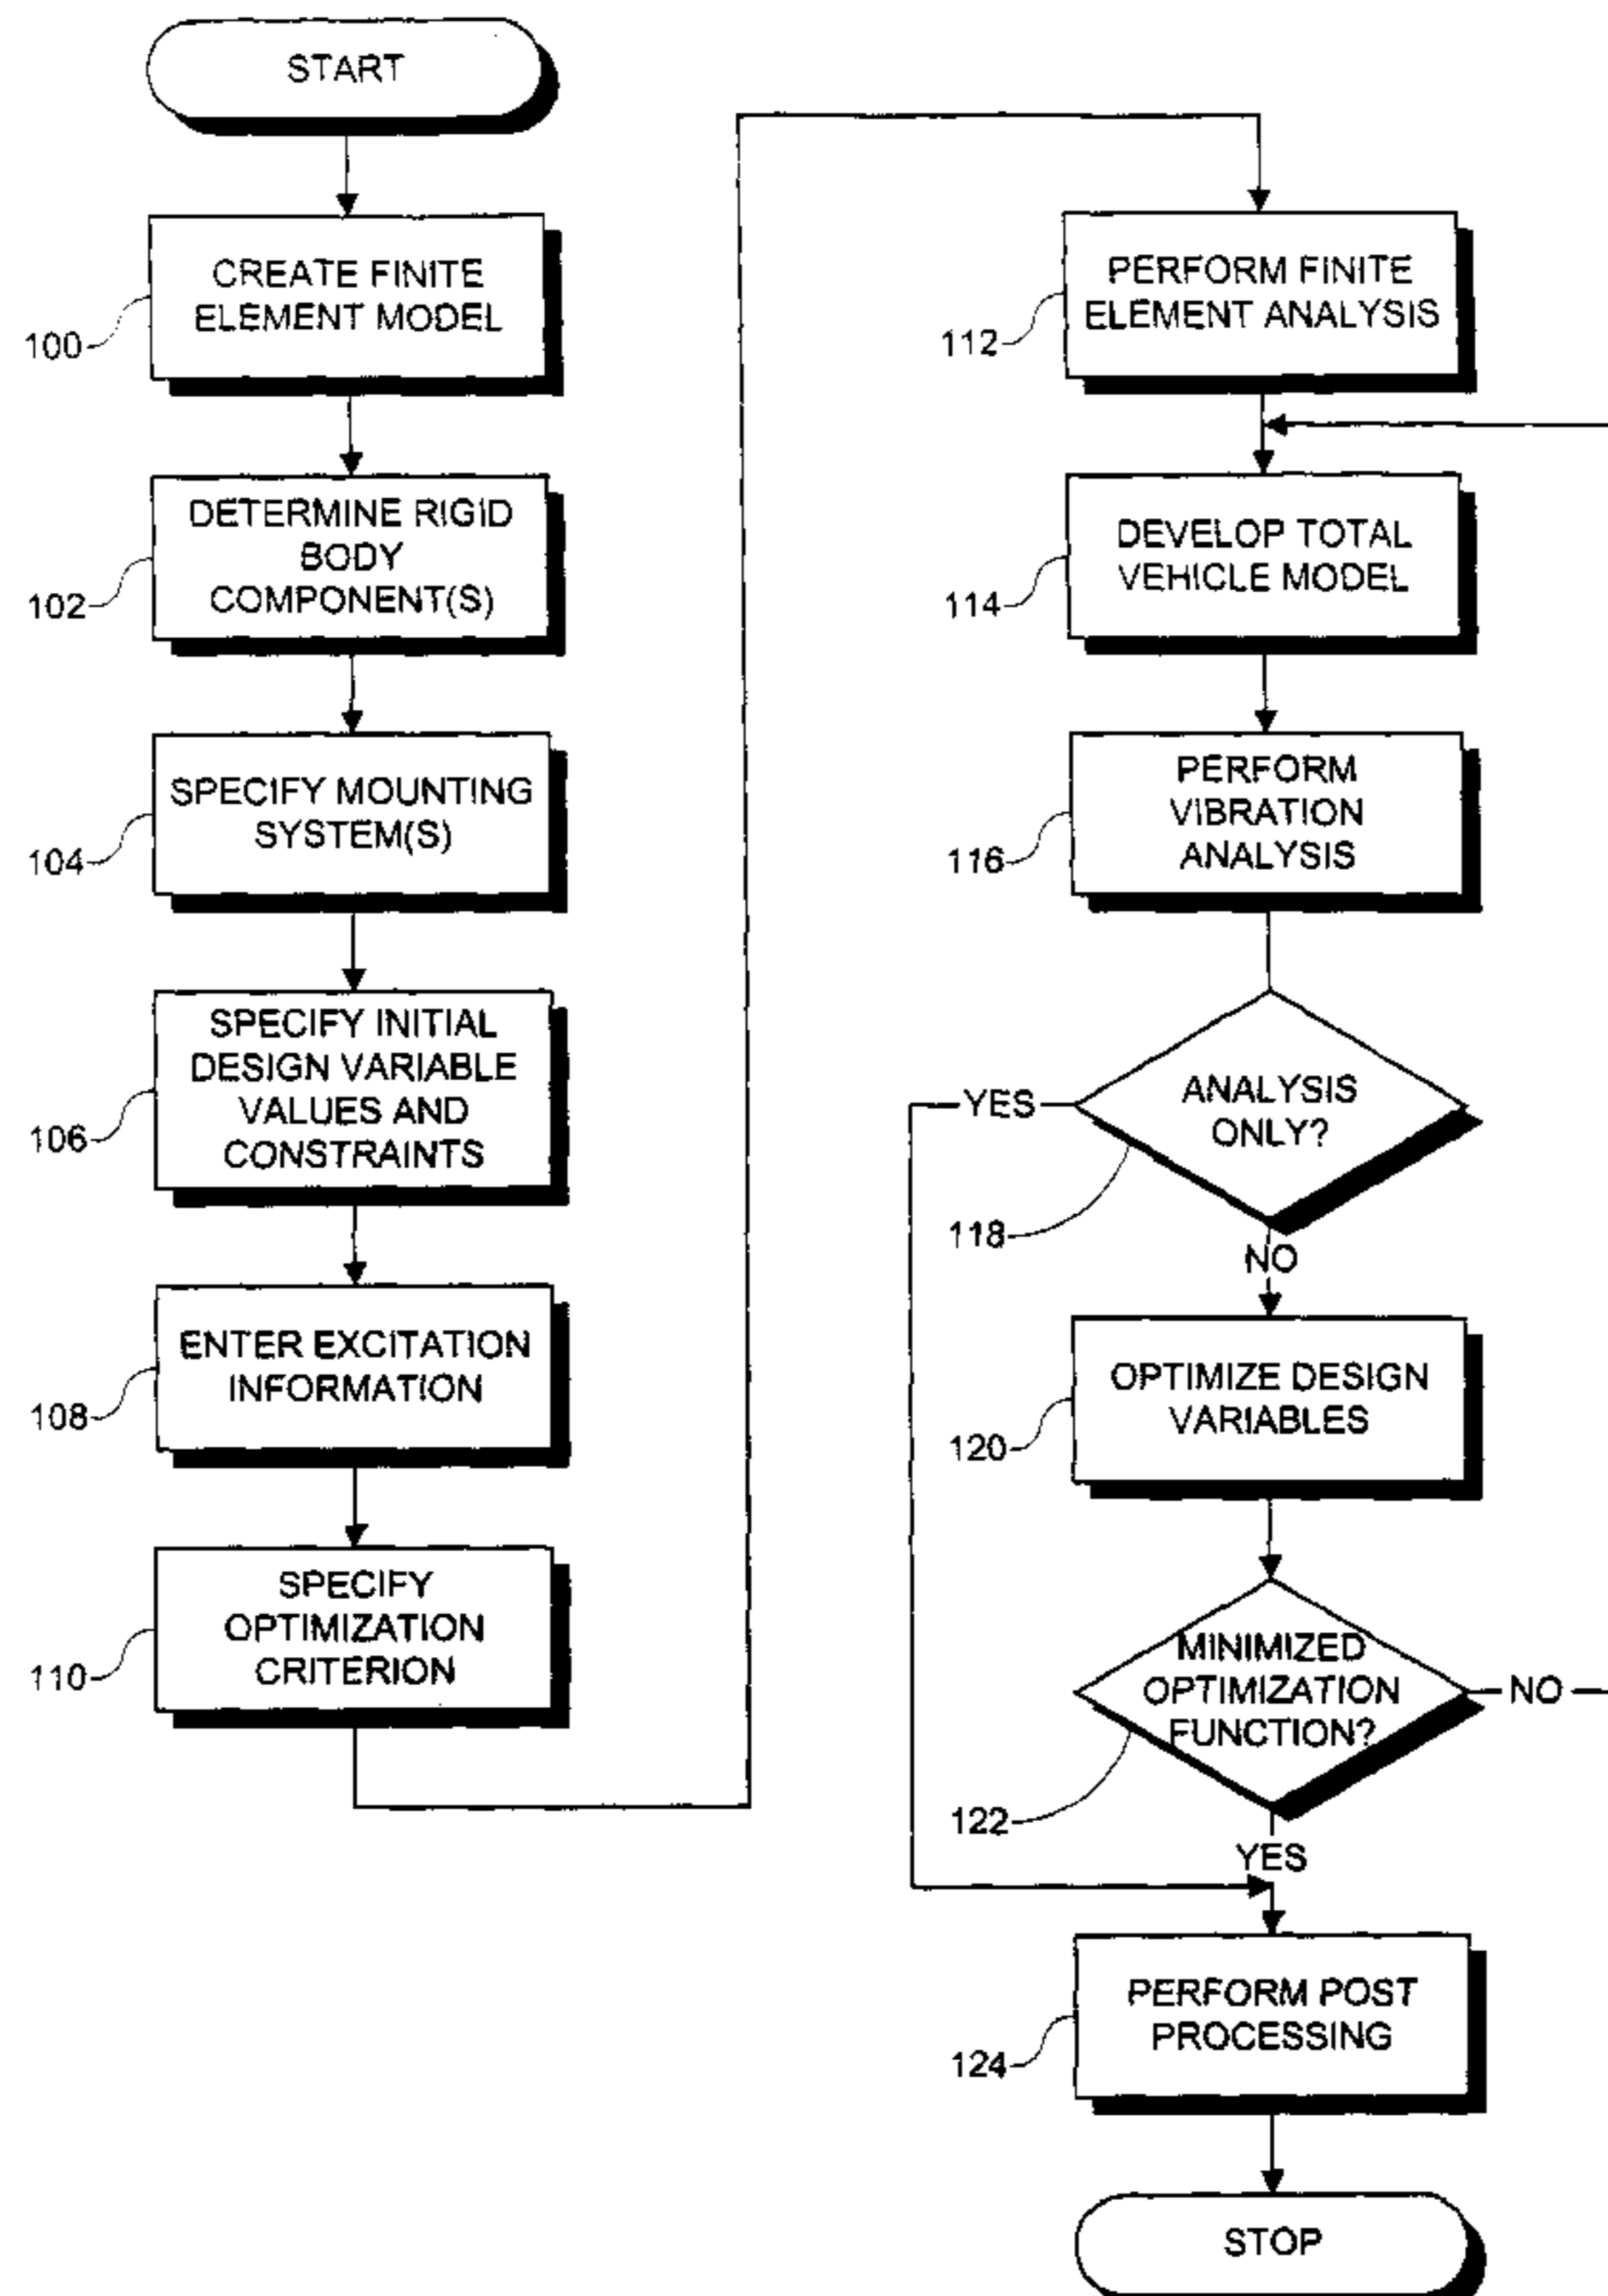 START
CREATE FINITE
ELEMENT MODEL
100
DETERMINE RIGID
BODY
COMPONENT(S)
102
SPECIFY MOUNTING
SYSTEM(S)
104
SPECIFY INITIAL
DESIGN VARIABLE
VALUES AND
CONSTRAINTS
106
ENTER EXCITATION
INFORMATION
108
SPECIFY
OPTIMIZATION
CRITERION
110
PERFORM FINITE
ELEMENT ANALYSIS
112
DEVELOP TOTAL
VEHICLE MODEL
114
PERFORM
VIBRATION
ANALYSIS
116
YES
ANALYSIS
ONLY?
118
NO
OPTIMIZE DESIGN
VARIABLES
120
MINIMIZED
OPTIMIZATION
FUNCTION?
NO
122
YES
PERFORM POST
PROCESSING
124
STOP